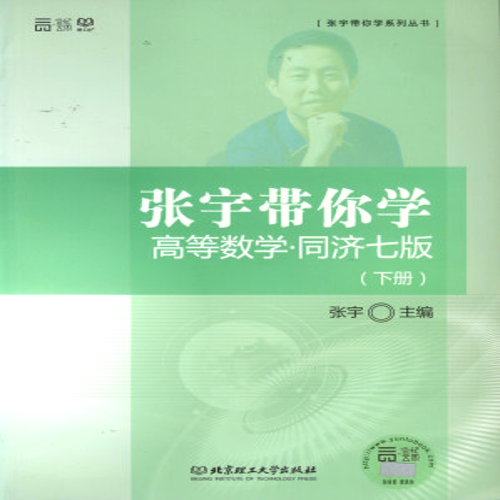 [ 张宇带你学系列丛书 ]
张宇带你学
高等数学·同济七版
(下册)
张宇 主编
北京理工大学出版社